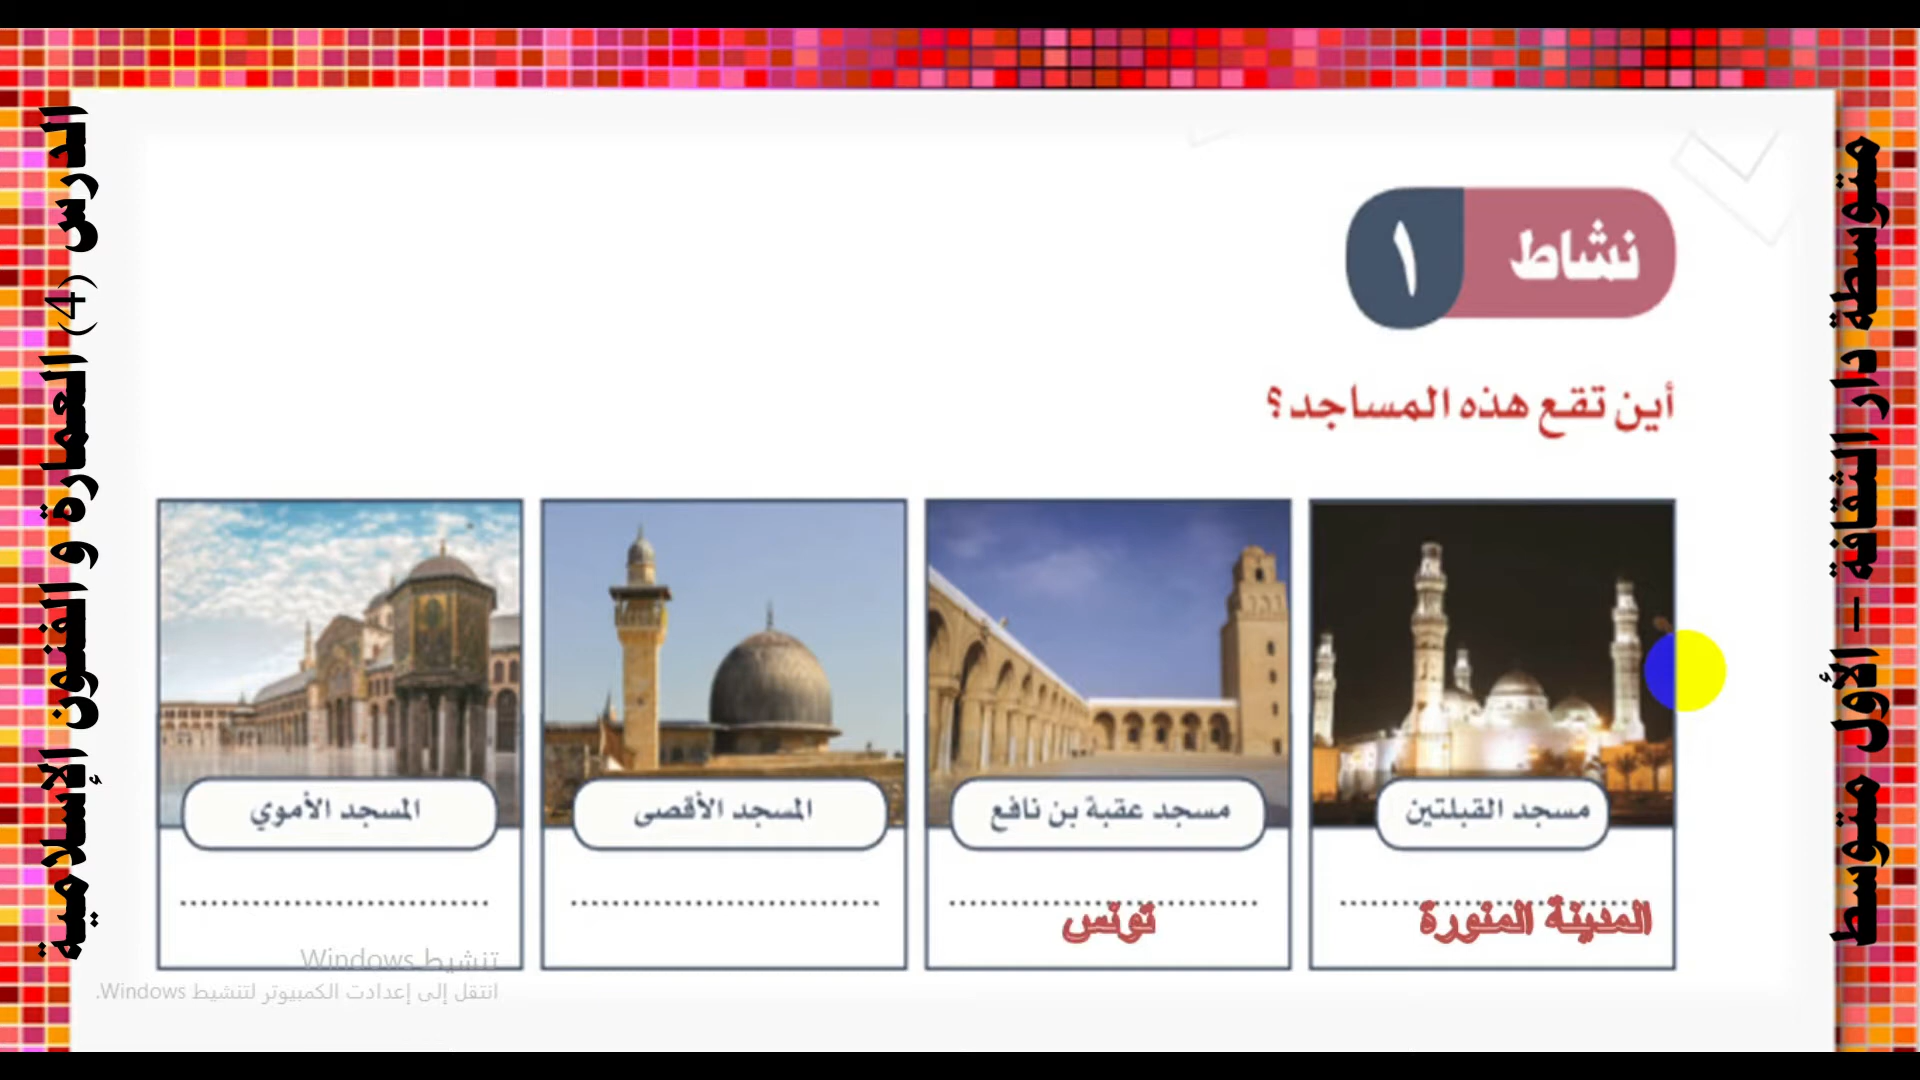 متوسطة دار الثقافة – الأول متوسط
نشاط ١
أين تقع هذه المساجد؟
مسجد القبلتين
المدينة المنورة
مسجد عقبة بن نافع
تونس
المسجد الأقصى
المسجد الأموي
الدرس (4) العمارة و الفنون الإسلامية
تنشيط Windows
انتقل إلى إعدادت الكمبيوتر لتنشيط Windows.